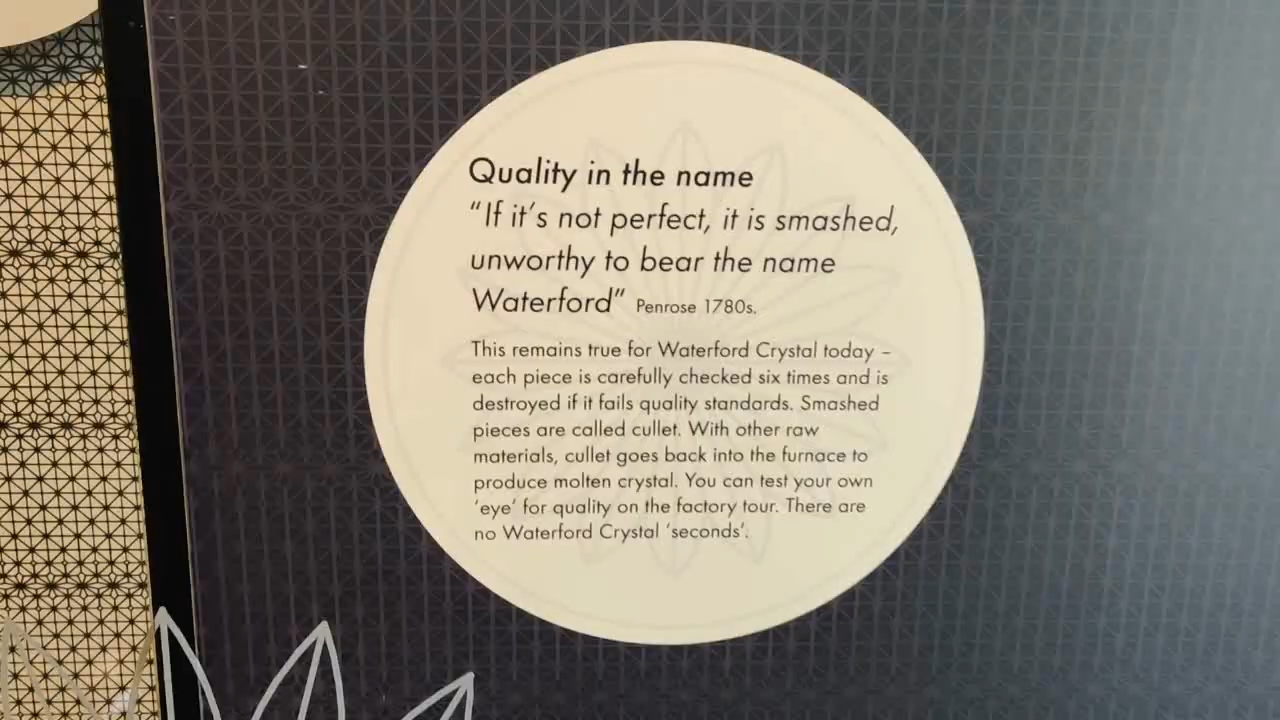 Quality in the name
“If it’s not perfect, it is smashed,
unworthy to bear the name
Waterford” Penrose 1780s.
This remains true for Waterford Crystal today –
each piece is carefully checked six times and is
destroyed if it fails quality standards. Smashed
pieces are called cullet. With other raw
materials, cullet goes back into the furnace to
produce molten crystal. You can test your own
‘eye’ for quality on the factory tour. There are
no Waterford Crystal ‘seconds’.